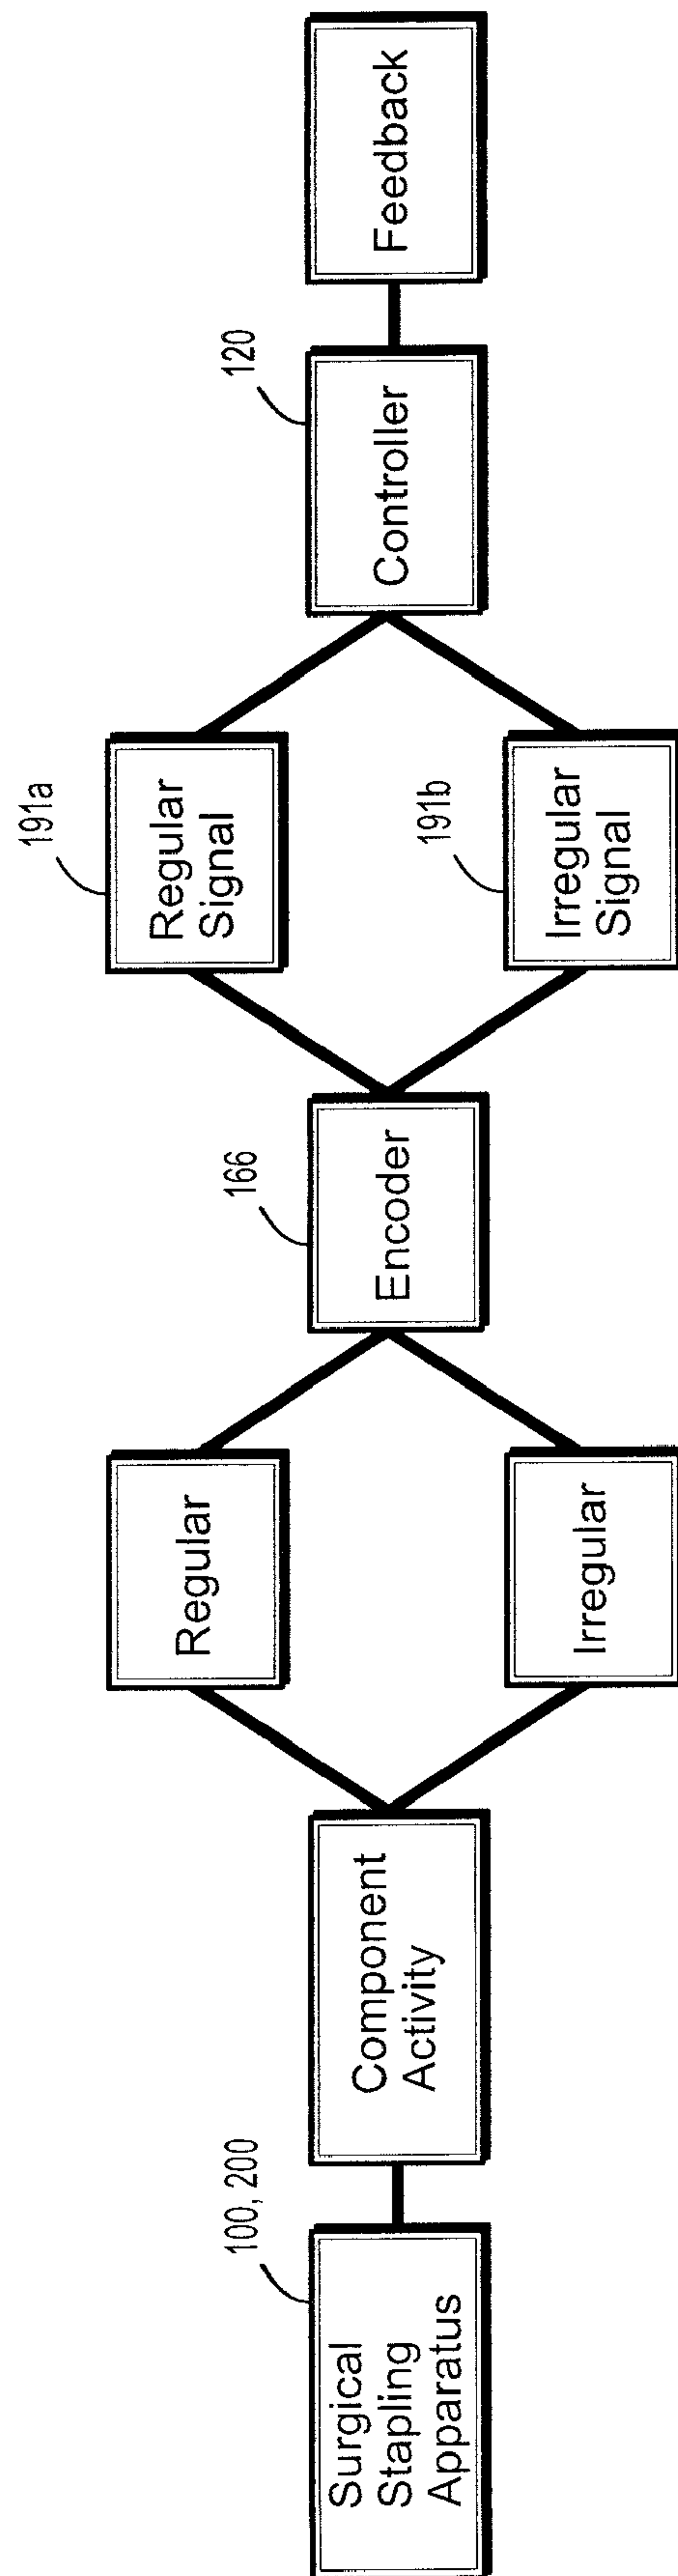 100, 200
Surgical
Stapling
Apparatus
Component
Activity
Regular
Irregular
166
Encoder
191a
Regular
Signal
191b
Irregular
Signal
120
Controller
Feedback